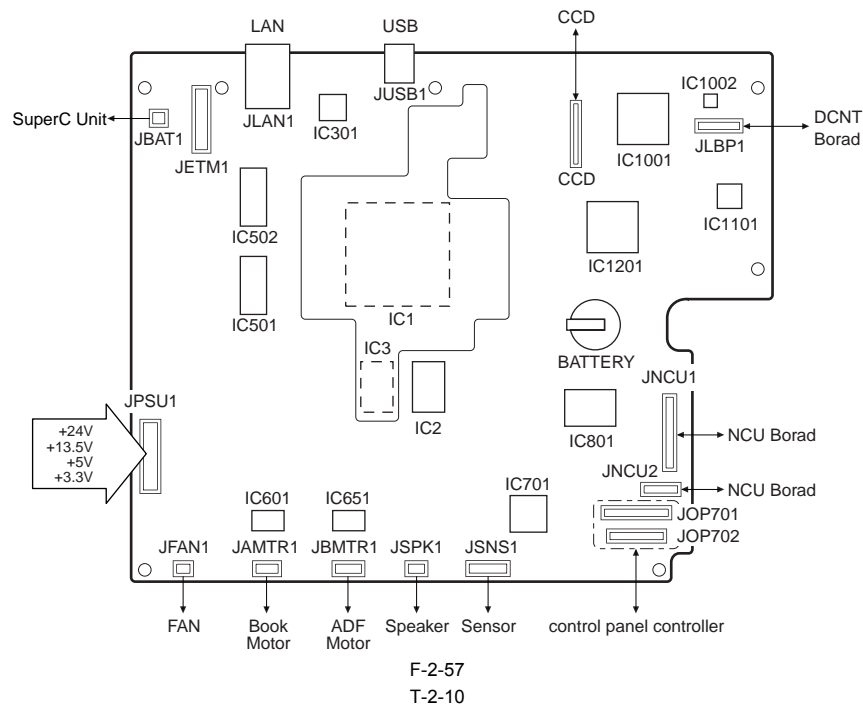 LAN
USB
CCD
JUSB1
IC1002
SuperC Unit
JBAT1
JLAN1
IC301
DCNT
Borad
JLBP1
JETM1
CCD
IC1001
IC1101
IC502
IC1201
IC501
IC1
IC3
BATTERY
JNCU1
JPSU1
+24V
+13.5V
+5V
+3.3V
IC2
IC801
NCU Borad
JNCU2
NCU Borad
IC601
IC651
IC701
JOP701
JOP702
JFAN1
JAMTR1
JBMTR1
JSPK1
JSNS1
FAN
Book
Motor
ADF
Motor
Speaker
Sensor
control panel controller
F-2-57
T-2-10